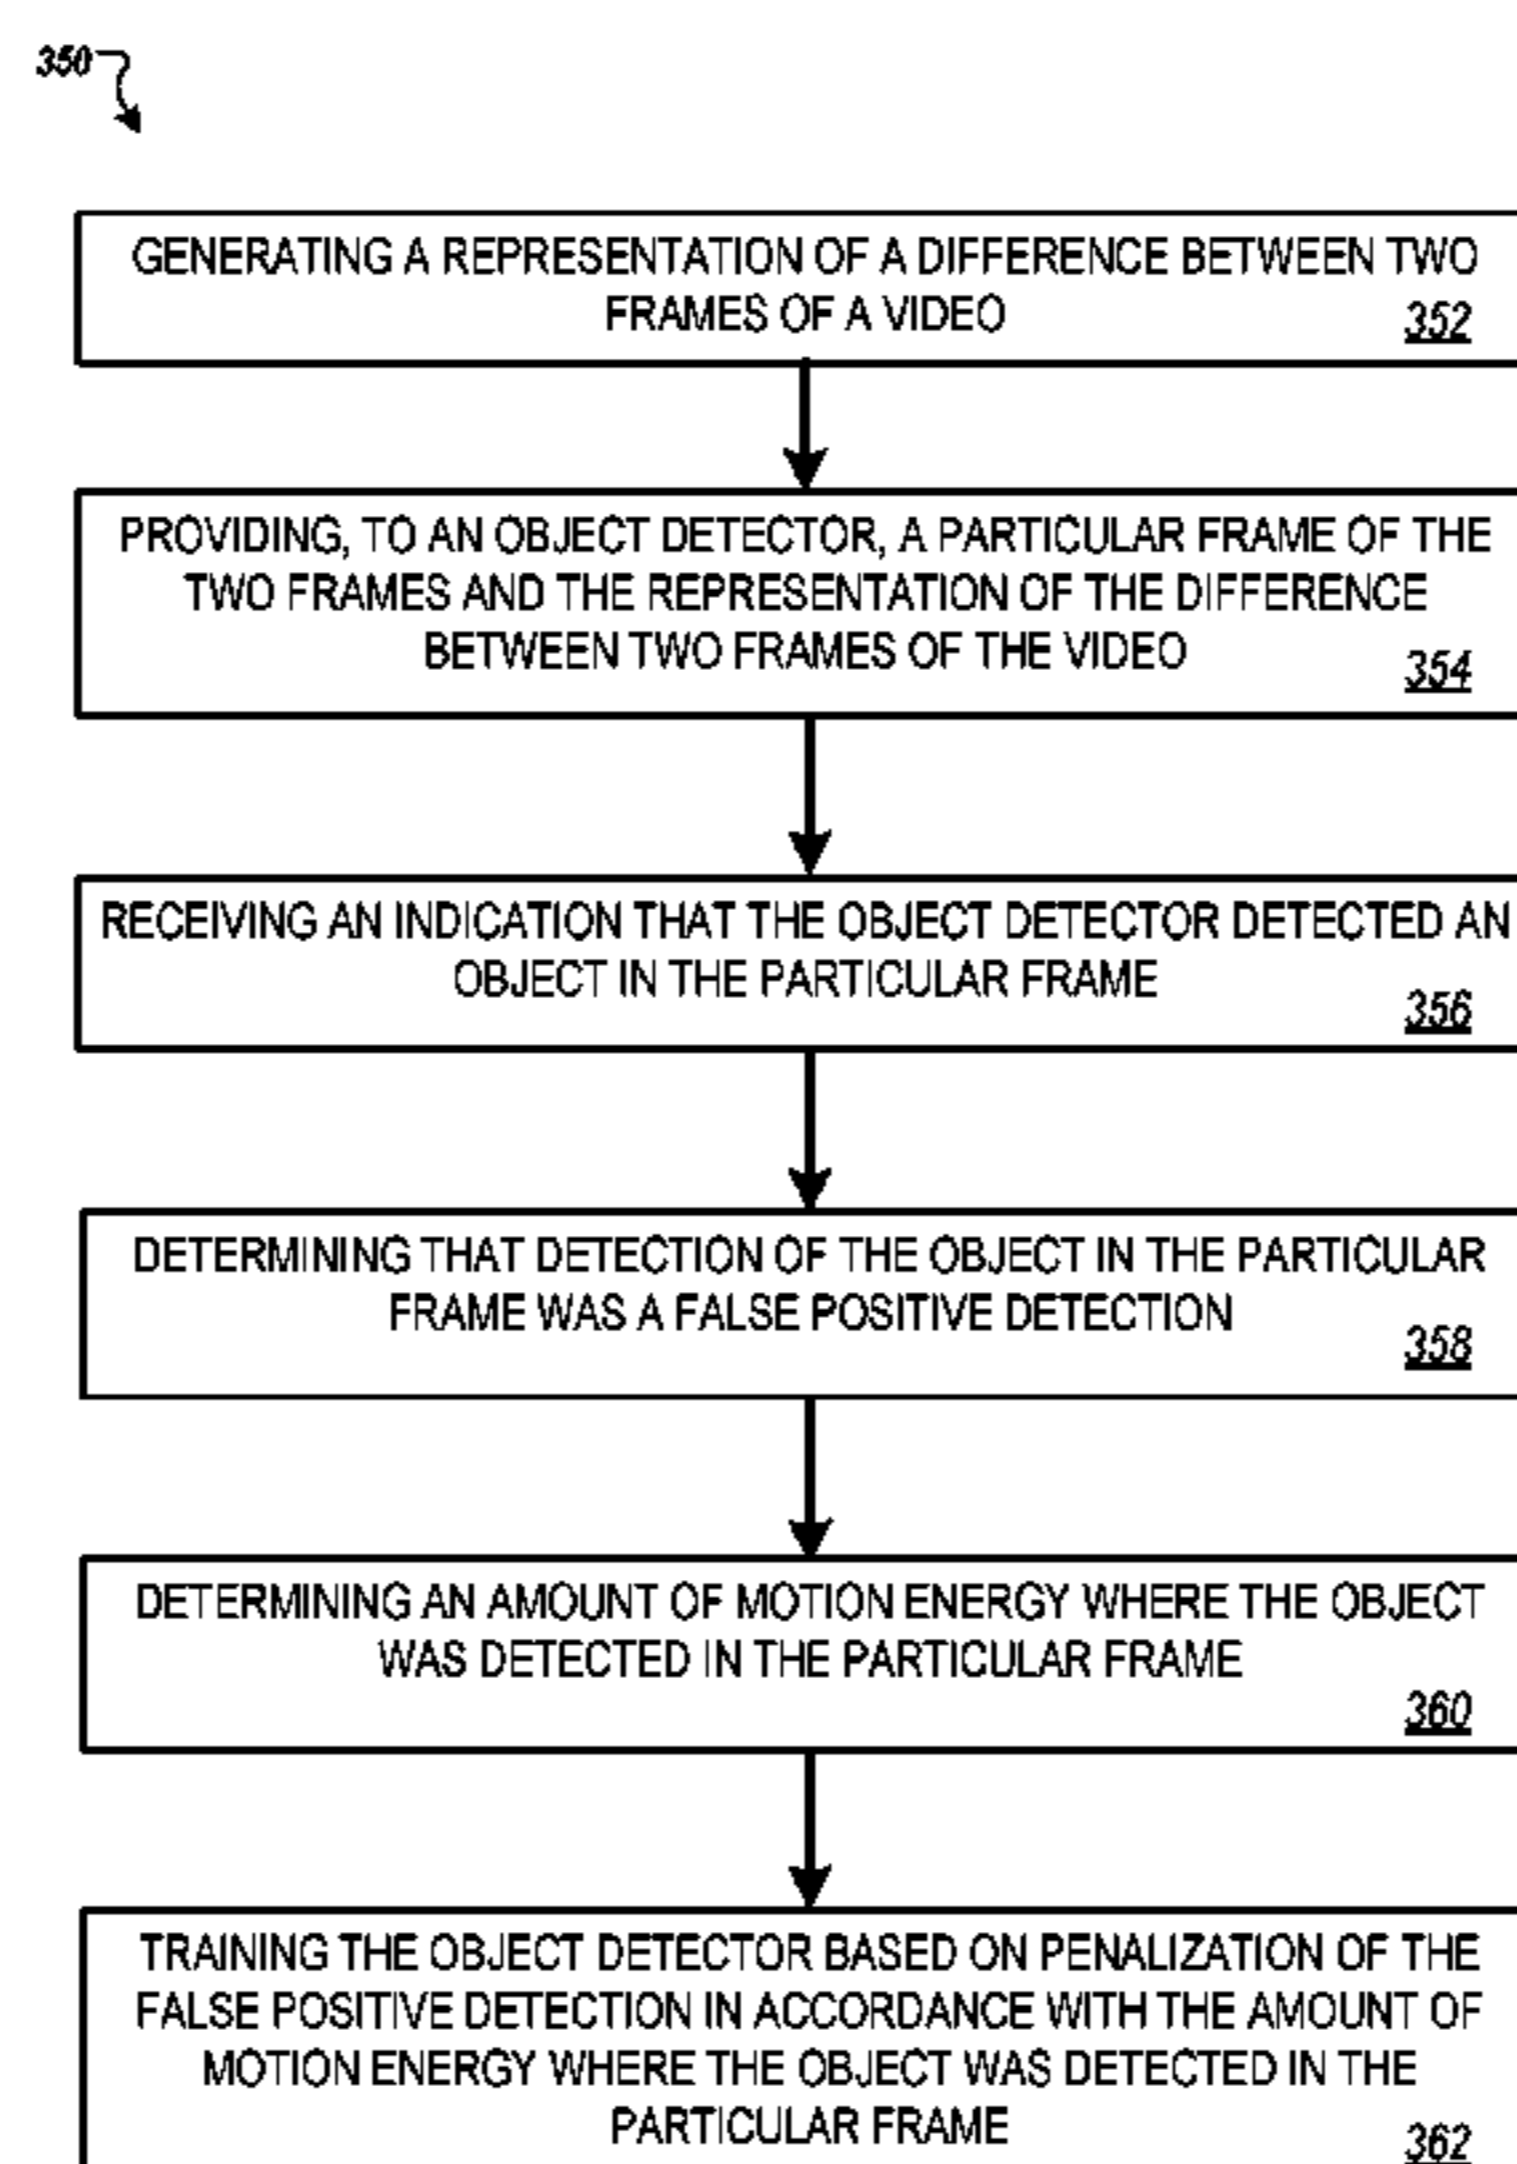 350
GENERATING A REPRESENTATION OF A DIFFERENCE BETWEEN TWO
FRAMES OF A VIDEO
352
PROVIDING, TO AN OBJECT DETECTOR, A PARTICULAR FRAME OF THE
TWO FRAMES AND THE REPRESENTATION OF THE DIFFERENCE
BETWEEN TWO FRAMES OF THE VIDEO
354
RECEIVING AN INDICATION THAT THE OBJECT DETECTOR DETECTED AN
OBJECT IN THE PARTICULAR FRAME
356
DETERMINING THAT DETECTION OF THE OBJECT IN THE PARTICULAR
FRAME WAS A FALSE POSITIVE DETECTION
358
DETERMINING AN AMOUNT OF MOTION ENERGY WHERE THE OBJECT
WAS DETECTED IN THE PARTICULAR FRAME
360
TRAINING THE OBJECT DETECTOR BASED ON PENALIZATION OF THE
FALSE POSITIVE DETECTION IN ACCORDANCE WITH THE AMOUNT OF
MOTION ENERGY WHERE THE OBJECT WAS DETECTED IN THE
PARTICULAR FRAME
362